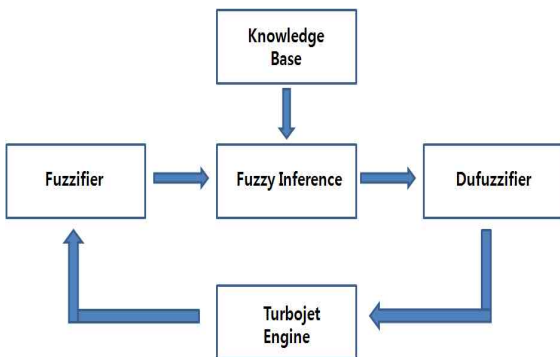 Knowledge
Base
Fuzzifier
Fuzzy Inference
Dufuzzifier
Turbojet
Engine